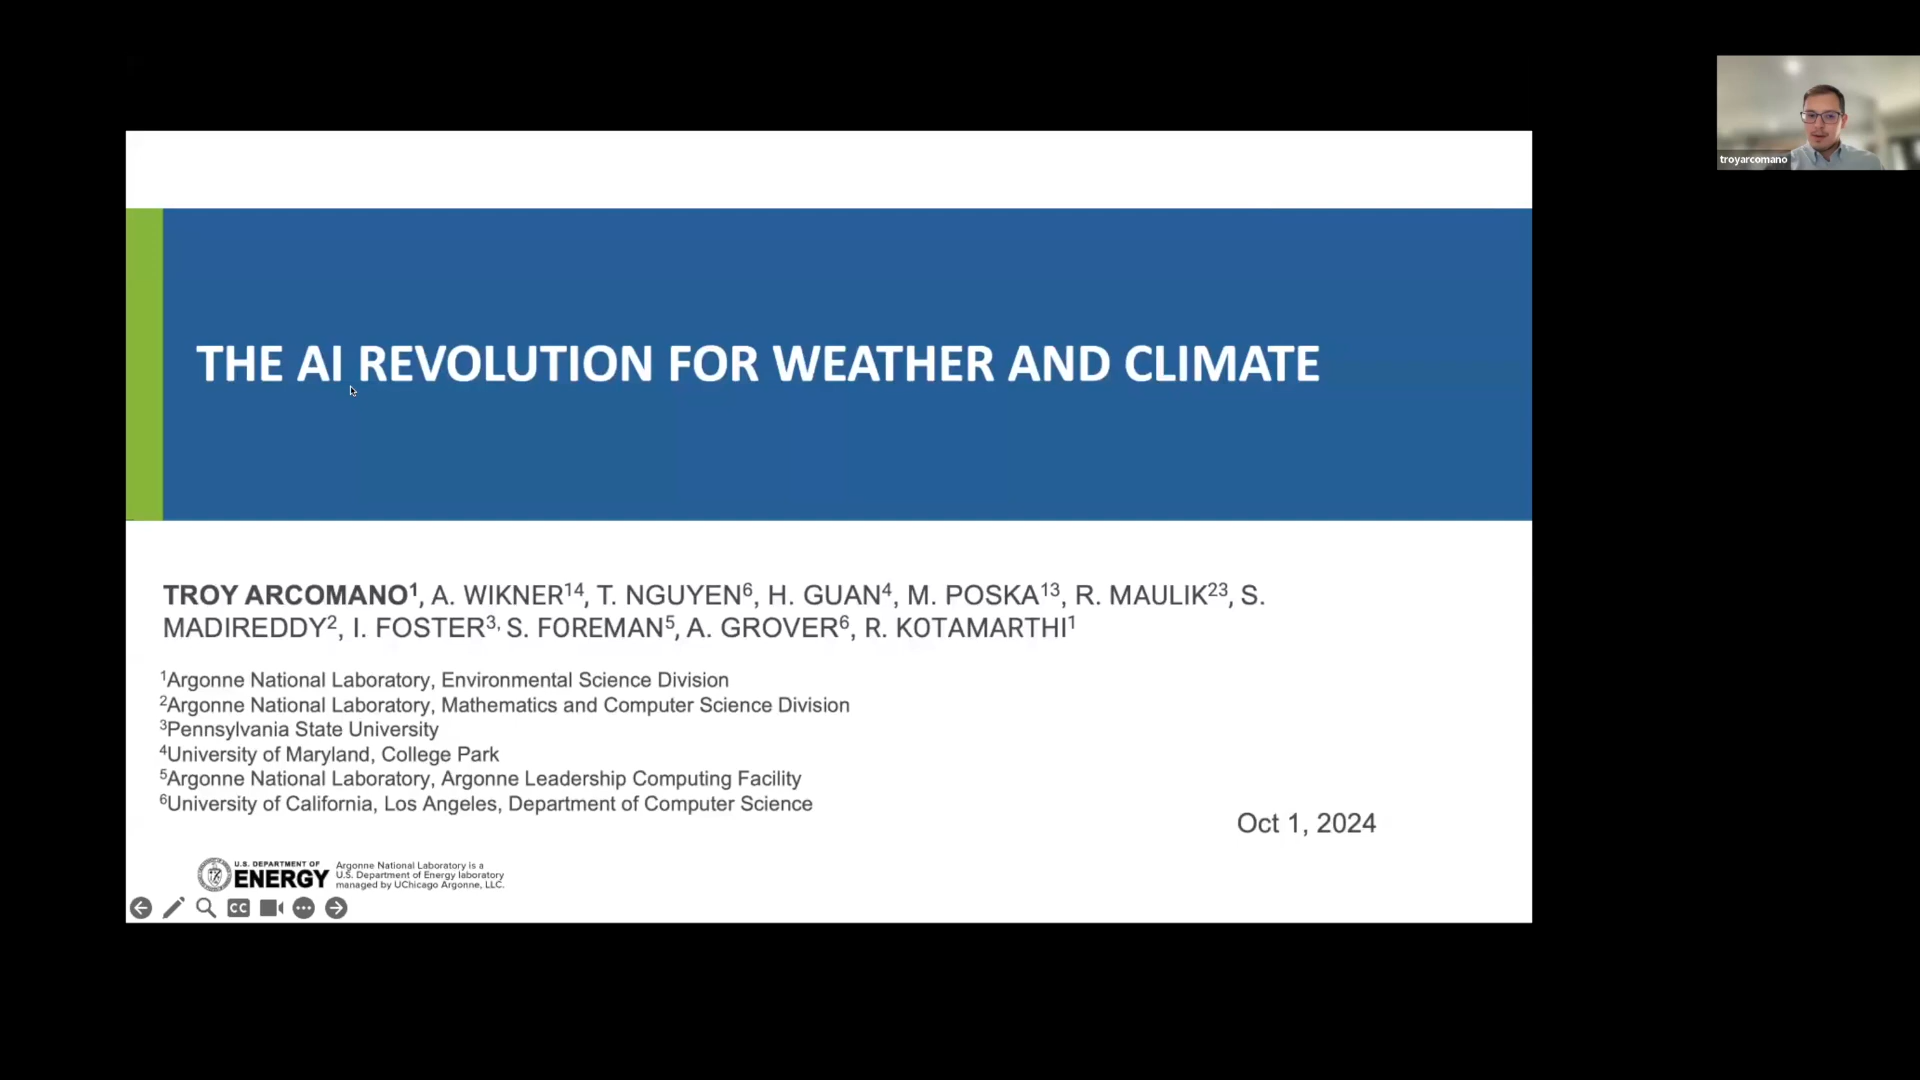 troyarcomano
THE AI REVOLUTION FOR WEATHER AND CLIMATE
TROY ARCOMANO¹, A. WIKNER¹⁴, T. NGUYEN⁶, H. GUAN⁴, M. POSKA¹³, R. MAULIK²³, S.
MADIREDDY², I. FOSTER³, S. FOREMAN⁵, A. GROVER⁶, R. KOTAMARTHI¹
¹Argonne National Laboratory, Environmental Science Division
²Argonne National Laboratory, Mathematics and Computer Science Division
³Pennsylvania State University
⁴University of Maryland, College Park
⁵Argonne National Laboratory, Argonne Leadership Computing Facility
⁶University of California, Los Angeles, Department of Computer Science
Oct 1, 2024
U.S. DEPARTMENT OF
ENERGY
Argonne National Laboratory is a
U.S. Department of Energy laboratory
managed by UChicago Argonne, LLC.
CC